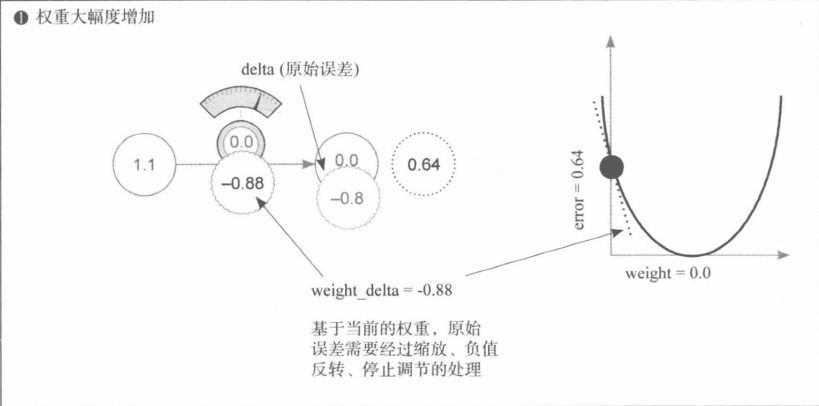 ❶ 权重大幅度增加
delta (原始误差)
0.0
1.1
0.0
0.64
–0.88
–0.8
error = 0.64
weight = 0.0
weight_delta = -0.88
基于当前的权重，原始
误差需要经过缩放、负值
反转、停止调节的处理